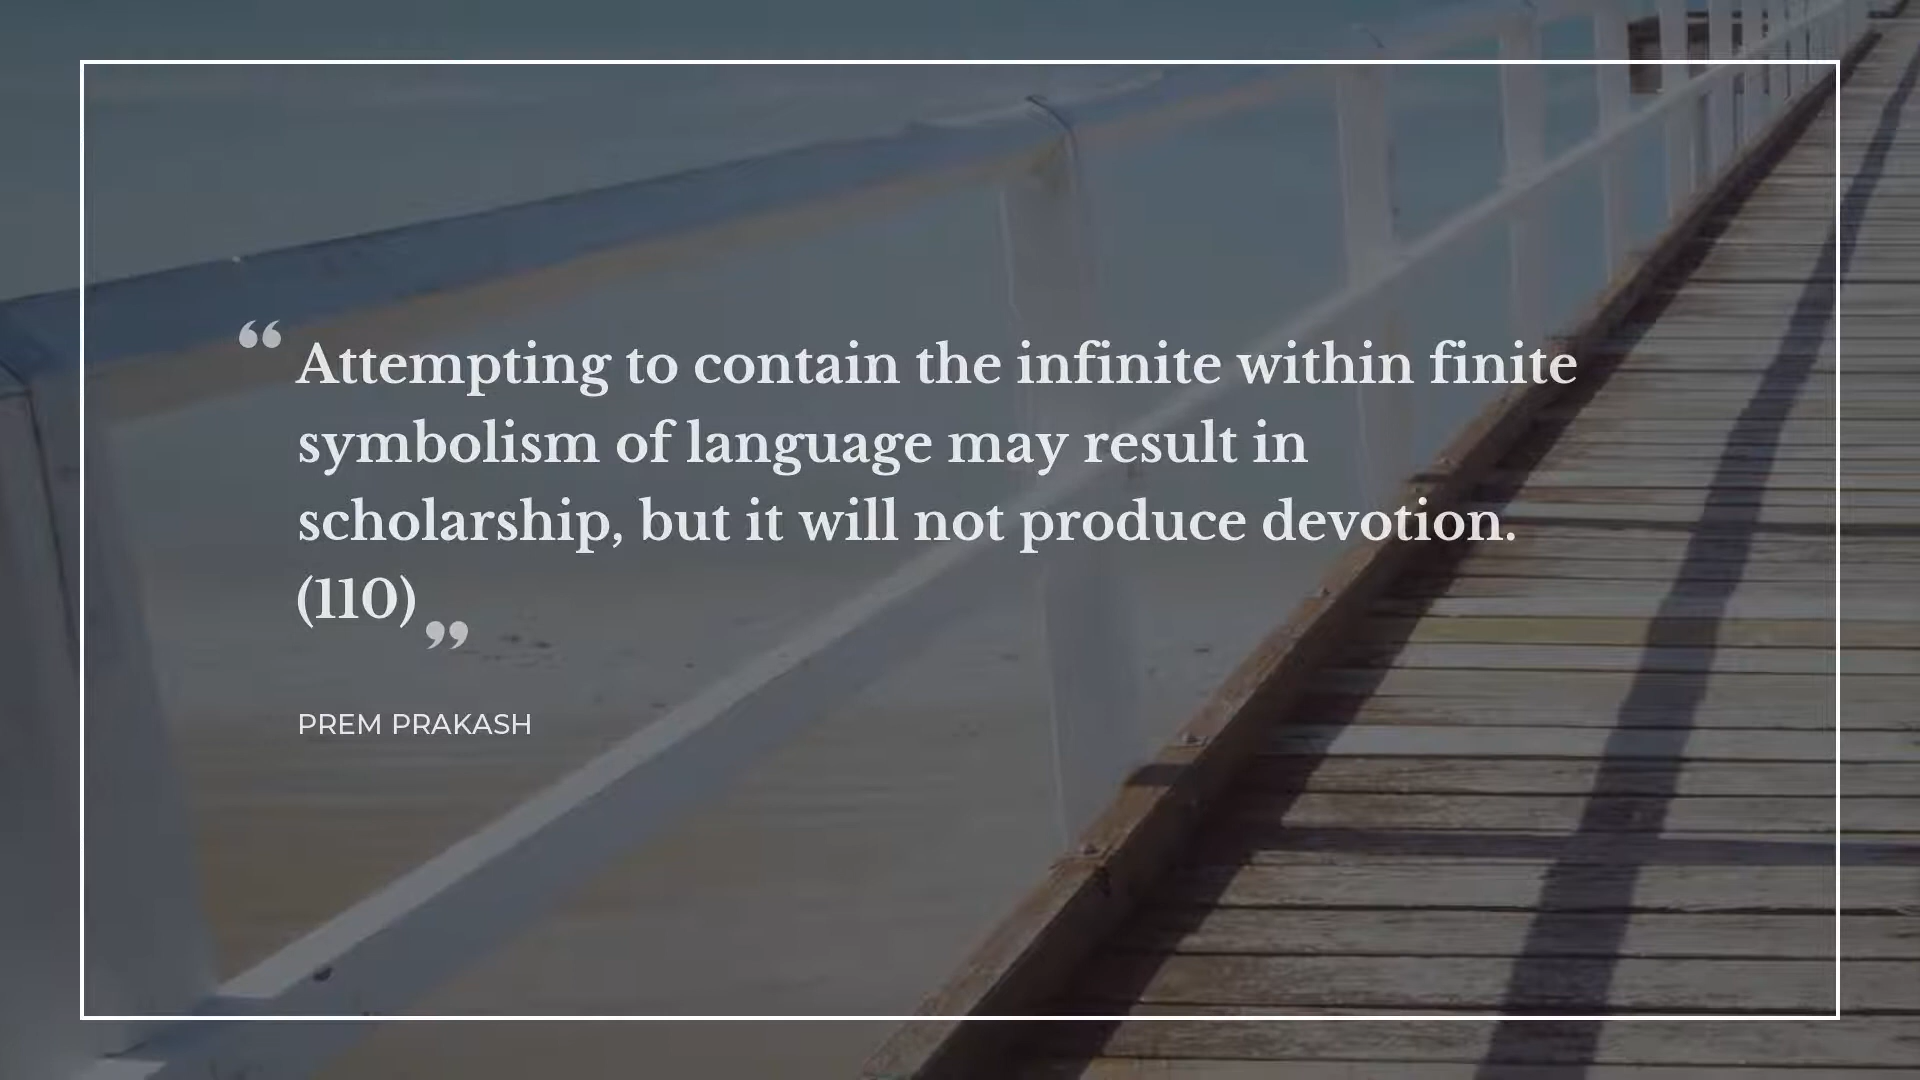 “ Attempting to contain the infinite within finite
symbolism of language may result in
scholarship, but it will not produce devotion.
(110) ”
PREM PRAKASH